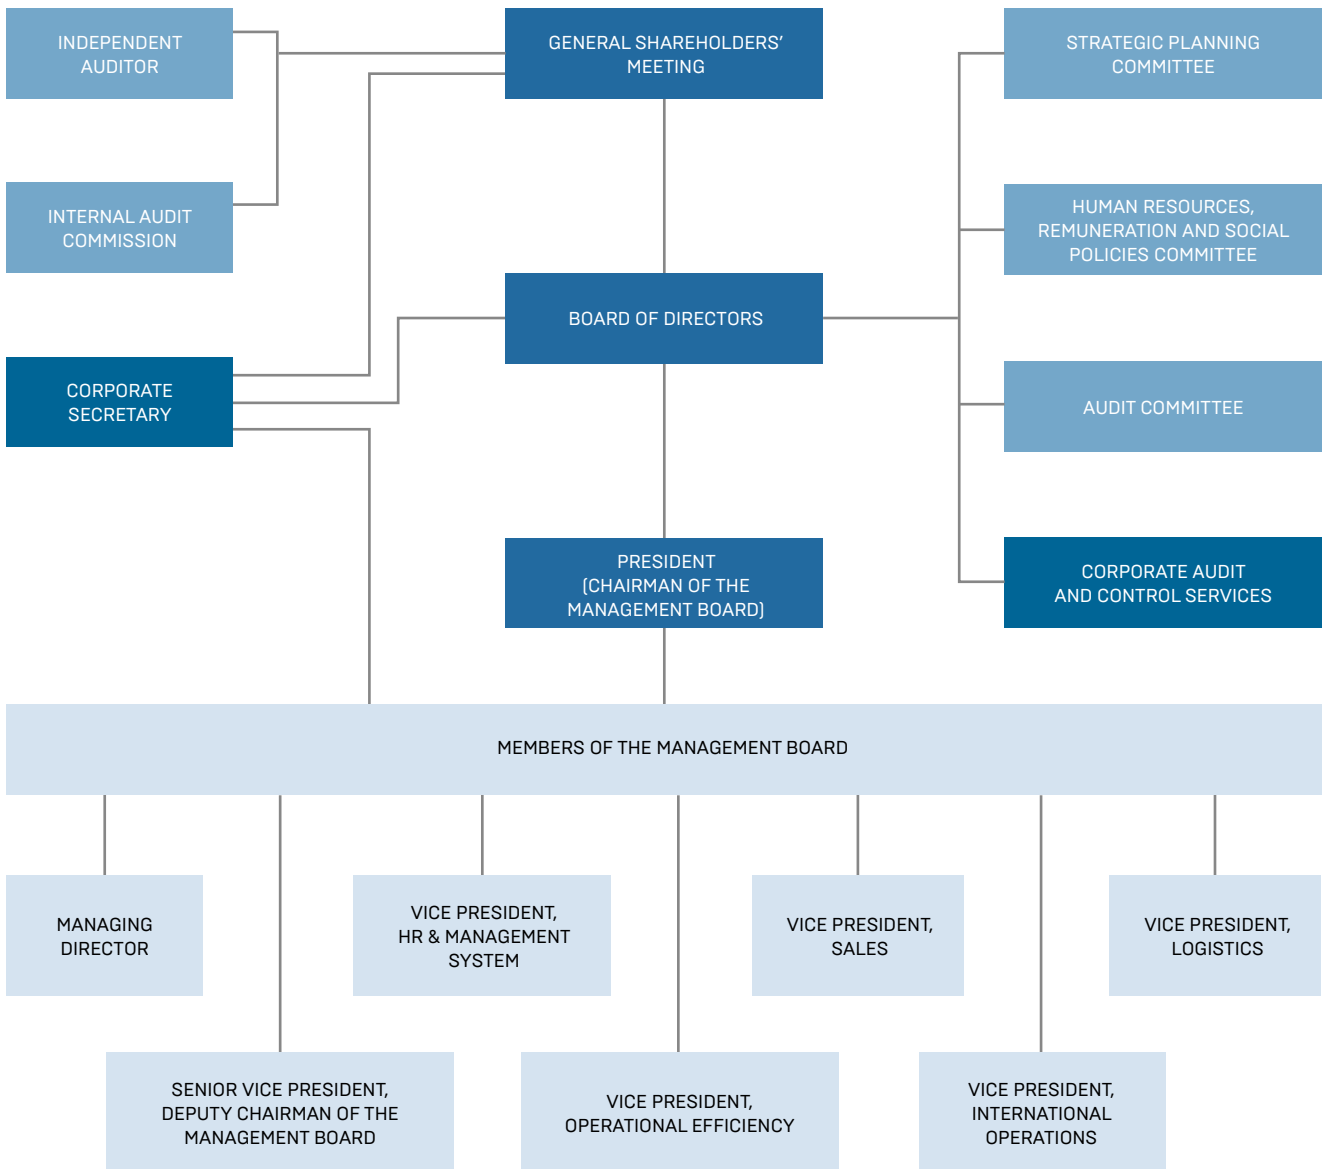 INDEPENDENT
AUDITOR
GENERAL SHAREHOLDERS’
MEETING
STRATEGIC PLANNING
COMMITTEE
INTERNAL AUDIT
COMMISSION
HUMAN RESOURCES,
REMUNERATION AND SOCIAL
POLICIES COMMITTEE
BOARD OF DIRECTORS
CORPORATE
SECRETARY
AUDIT COMMITTEE
PRESIDENT
(CHAIRMAN OF THE
MANAGEMENT BOARD)
CORPORATE AUDIT
AND CONTROL SERVICES
MEMBERS OF THE MANAGEMENT BOARD
MANAGING
DIRECTOR
VICE PRESIDENT,
HR & MANAGEMENT
SYSTEM
VICE PRESIDENT,
SALES
VICE PRESIDENT,
LOGISTICS
SENIOR VICE PRESIDENT,
DEPUTY CHAIRMAN OF THE
MANAGEMENT BOARD
VICE PRESIDENT,
OPERATIONAL EFFICIENCY
VICE PRESIDENT,
INTERNATIONAL
OPERATIONS